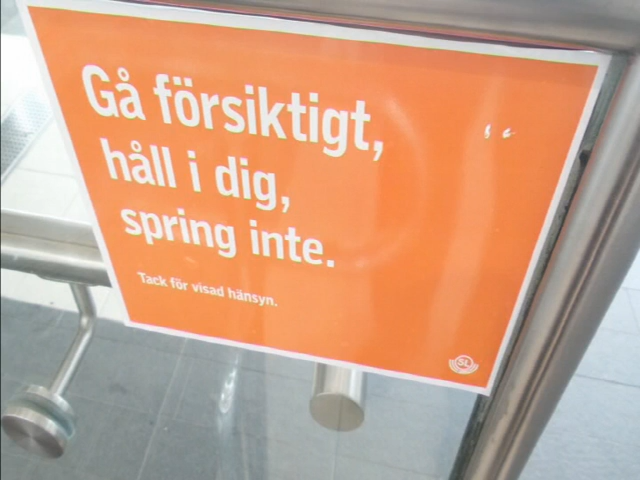 Gå försiktigt,
håll i dig,
spring inte.
Tack för visad hänsyn.
SL